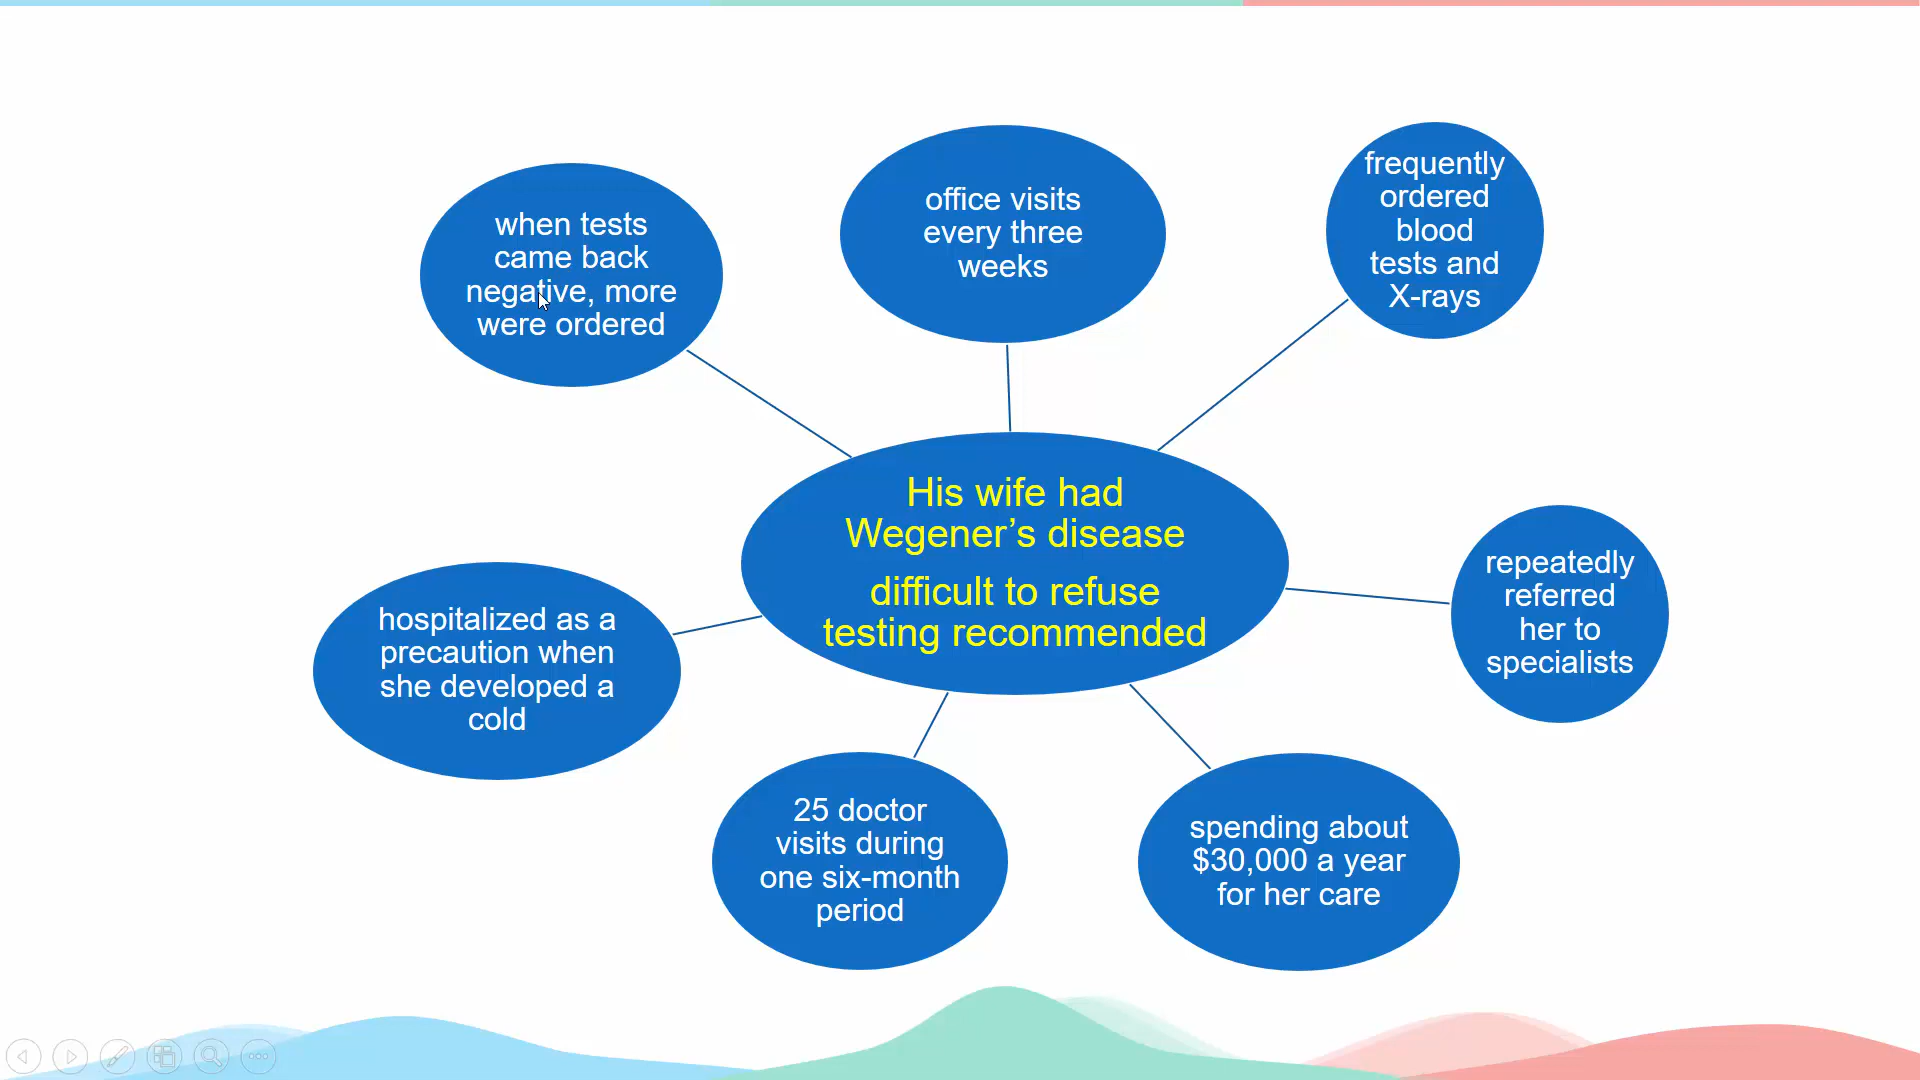 when tests
came back
negative, more
were ordered
office visits
every three
weeks
frequently
ordered
blood
tests and
X-rays
His wife had
Wegener’s disease
difficult to refuse
testing recommended
repeatedly
referred
her to
specialists
hospitalized as a
precaution when
she developed a
cold
25 doctor
visits during
one six-month
period
spending about
$30,000 a year
for her care